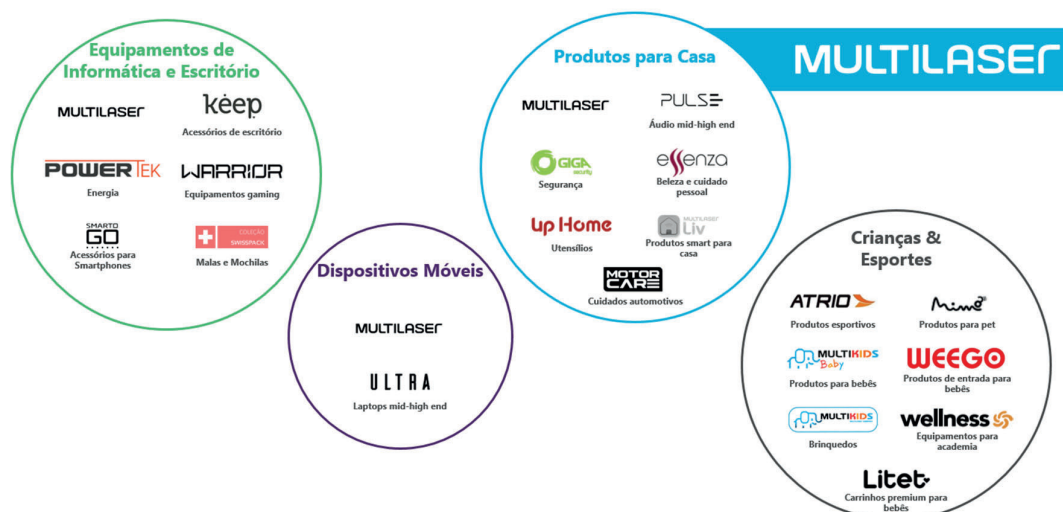 MULTILASER
Equipamentos de
Informática e Escritório
MULTILASER
kėep
Acessórios de escritório
POWERTEK
Energia
WARRIOR
Equipamentos gaming
SMARTO
GO
Acessórios para
Smartphones
COLEÇÃO
SWISSPACK
Malas e Mochilas
Dispositivos Móveis
MULTILASER
ULTRA
Laptops mid-high end
Produtos para Casa
MULTILASER
PULSE
Áudio mid-high end
GIGA
security
Segurança
essenza
Beleza e cuidado
pessoal
Up Home
Utensílios
MULTILASER
Liv
Produtos smart para
casa
MOTOR
CARE
Cuidados automotivos
Crianças &
Esportes
ATRIO
Produtos esportivos
Mimo
Produtos para pet
MULTIKIDS
Baby
Produtos para bebês
WEEGO
Produtos de entrada para
bebês
MULTIKIDS
Brinquedos
wellness
Equipamentos para
academia
Litet
Carrinhos premium para
bebês